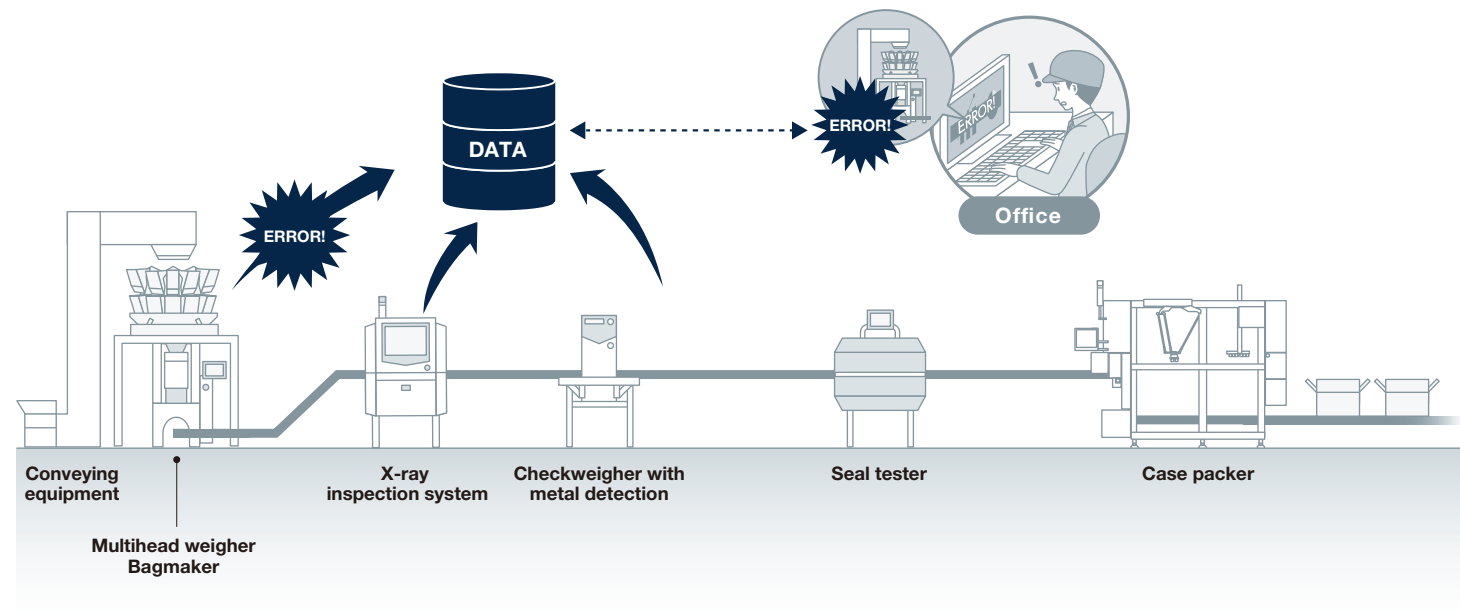 DATA
ERROR!
ERROR!
ERROR!
!
Office
Conveying
equipment
X-ray
inspection system
Checkweigher with
metal detection
Seal tester
Case packer
Multihead weigher
Bagmaker